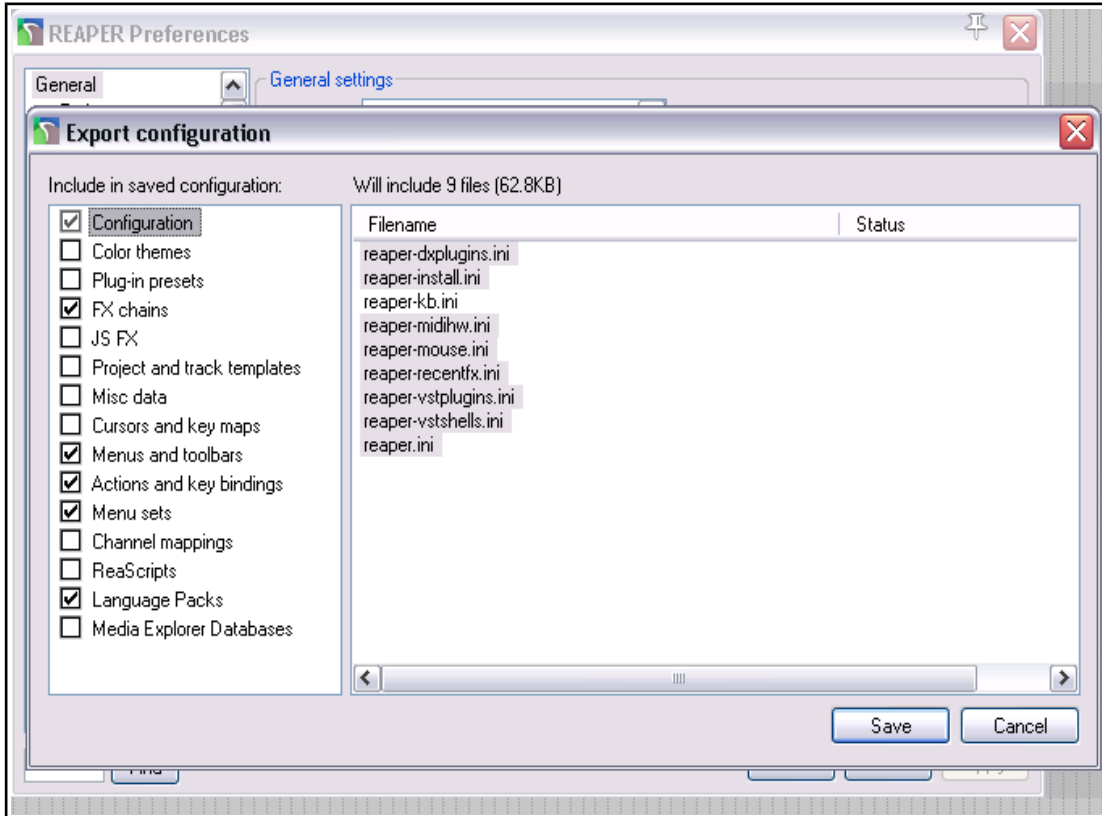 REAPER Preferences
General
General settings
Export configuration
Include in saved configuration:
Will include 9 files (62.8KB)
Configuration
Color themes
Plug-in presets
FX chains
JS FX
Project and track templates
Misc data
Cursors and key maps
Menus and toolbars
Actions and key bindings
Menu sets
Channel mappings
ReaScripts
Language Packs
Media Explorer Databases
Filename Status
reaper-dxplugins.ini
reaper-install.ini
reaper-kb.ini
reaper-midihw.ini
reaper-mouse.ini
reaper-recentfx.ini
reaper-vstplugins.ini
reaper-vstshells.ini
reaper.ini
Save Cancel